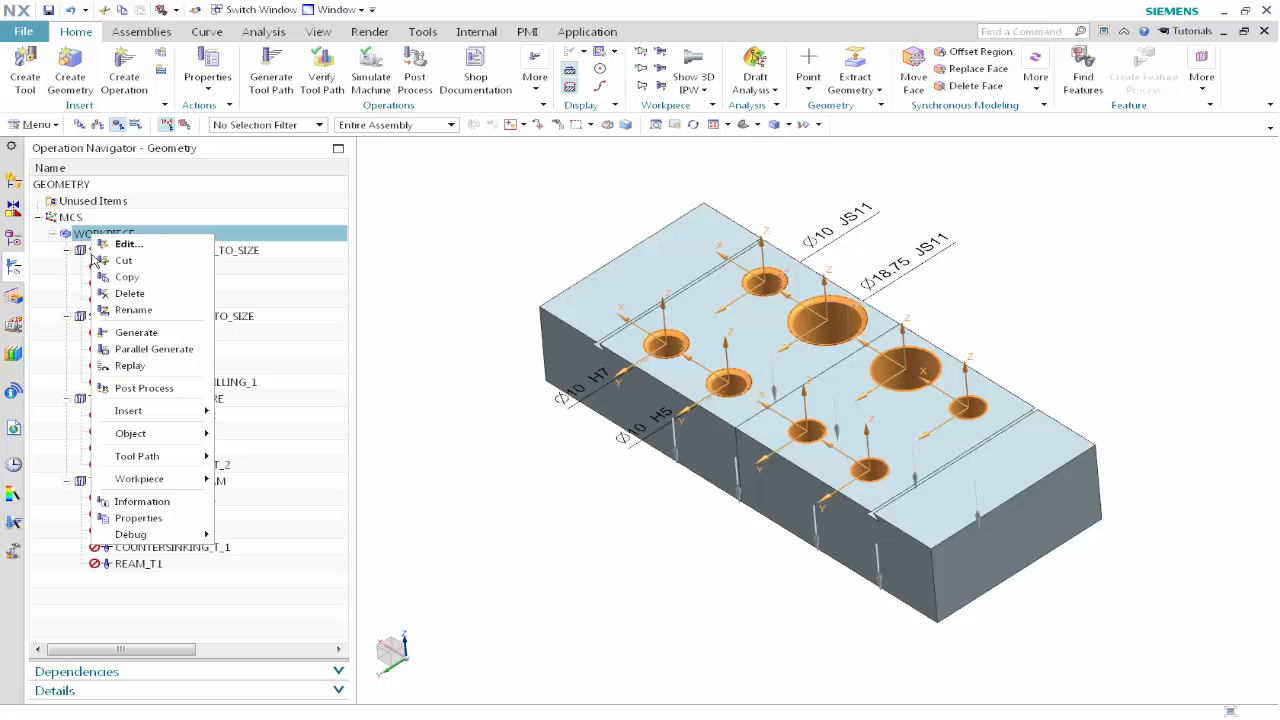 NX
Switch Window
Window
SIEMENS
File
Home
Assemblies
Curve
Analysis
View
Render
Tools
Internal
PMI
Application
Find a Command
Tutorials
Create Tool
Create Geometry
Create Operation
Properties
Generate Tool Path
Verify Tool Path
Simulate Machine
Post Process
Shop Documentation
More
Show 3D IPW
Draft Analysis
Point
Extract Geometry
Move Face
Offset Region
Replace Face
Delete Face
More
Find Features
Create Feature Process
More
Insert
Actions
Operations
Display
Workpiece
Analysis
Geometry
Synchronous Modeling
Feature
Menu
No Selection Filter
Entire Assembly
Operation Navigator - Geometry
Name
GEOMETRY
Unused Items
MCS
WORKPIECE
_TO_SIZE
Edit...
Cut
Copy
Delete
Rename
TO_SIZE
Generate
Parallel Generate
Replay
Post Process
LLING_1
RE
Insert
Object
Tool Path
T_2
Workpiece
AM
Information
Properties
Debug
COUNTERSINKING_T_1
REAM_T1
Dependencies
Details
Ø10 JS11
Ø18,75 JS11
Ø10 H7
Ø10 H5
X
Y
Z